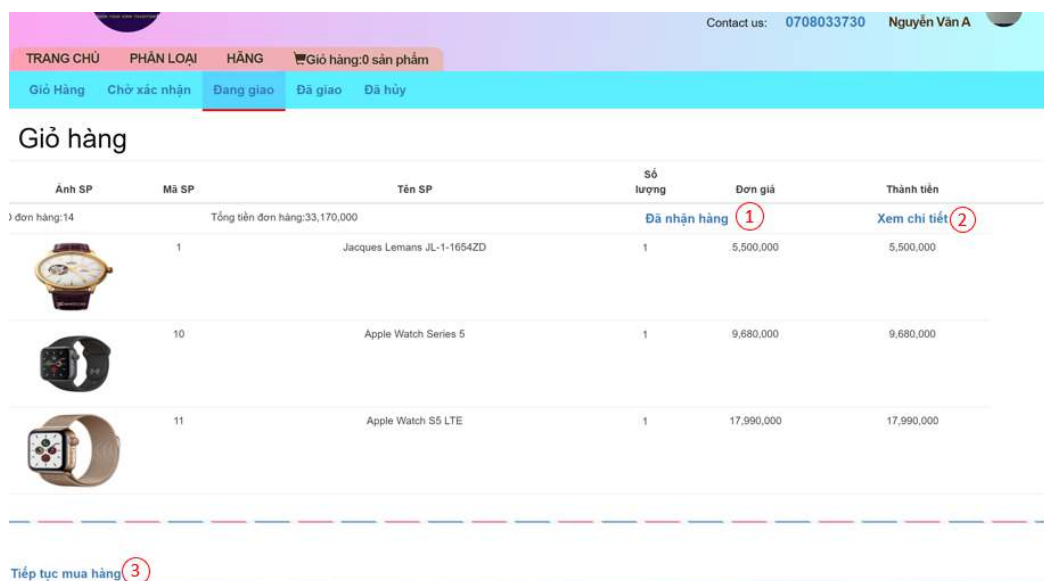 Contact us: 0708033730 Nguyễn Văn A
TRANG CHỦ PHÂN LOẠI HÃNG Giỏ hàng:0 sản phẩm
Giỏ Hàng Chờ xác nhận Đang giao Đã giao Đã hủy
Giỏ hàng
Ảnh SP Mã SP Tên SP Số lượng Đơn giá Thành tiền
đơn hàng:14 Tổng tiền đơn hàng:33,170,000 Đã nhận hàng 1 Xem chi tiết 2
1 Jacques Lemans JL-1-1654ZD 1 5,500,000 5,500,000
10 Apple Watch Series 5 1 9,680,000 9,680,000
11 Apple Watch S5 LTE 1 17,990,000 17,990,000
Tiếp tục mua hàng 3